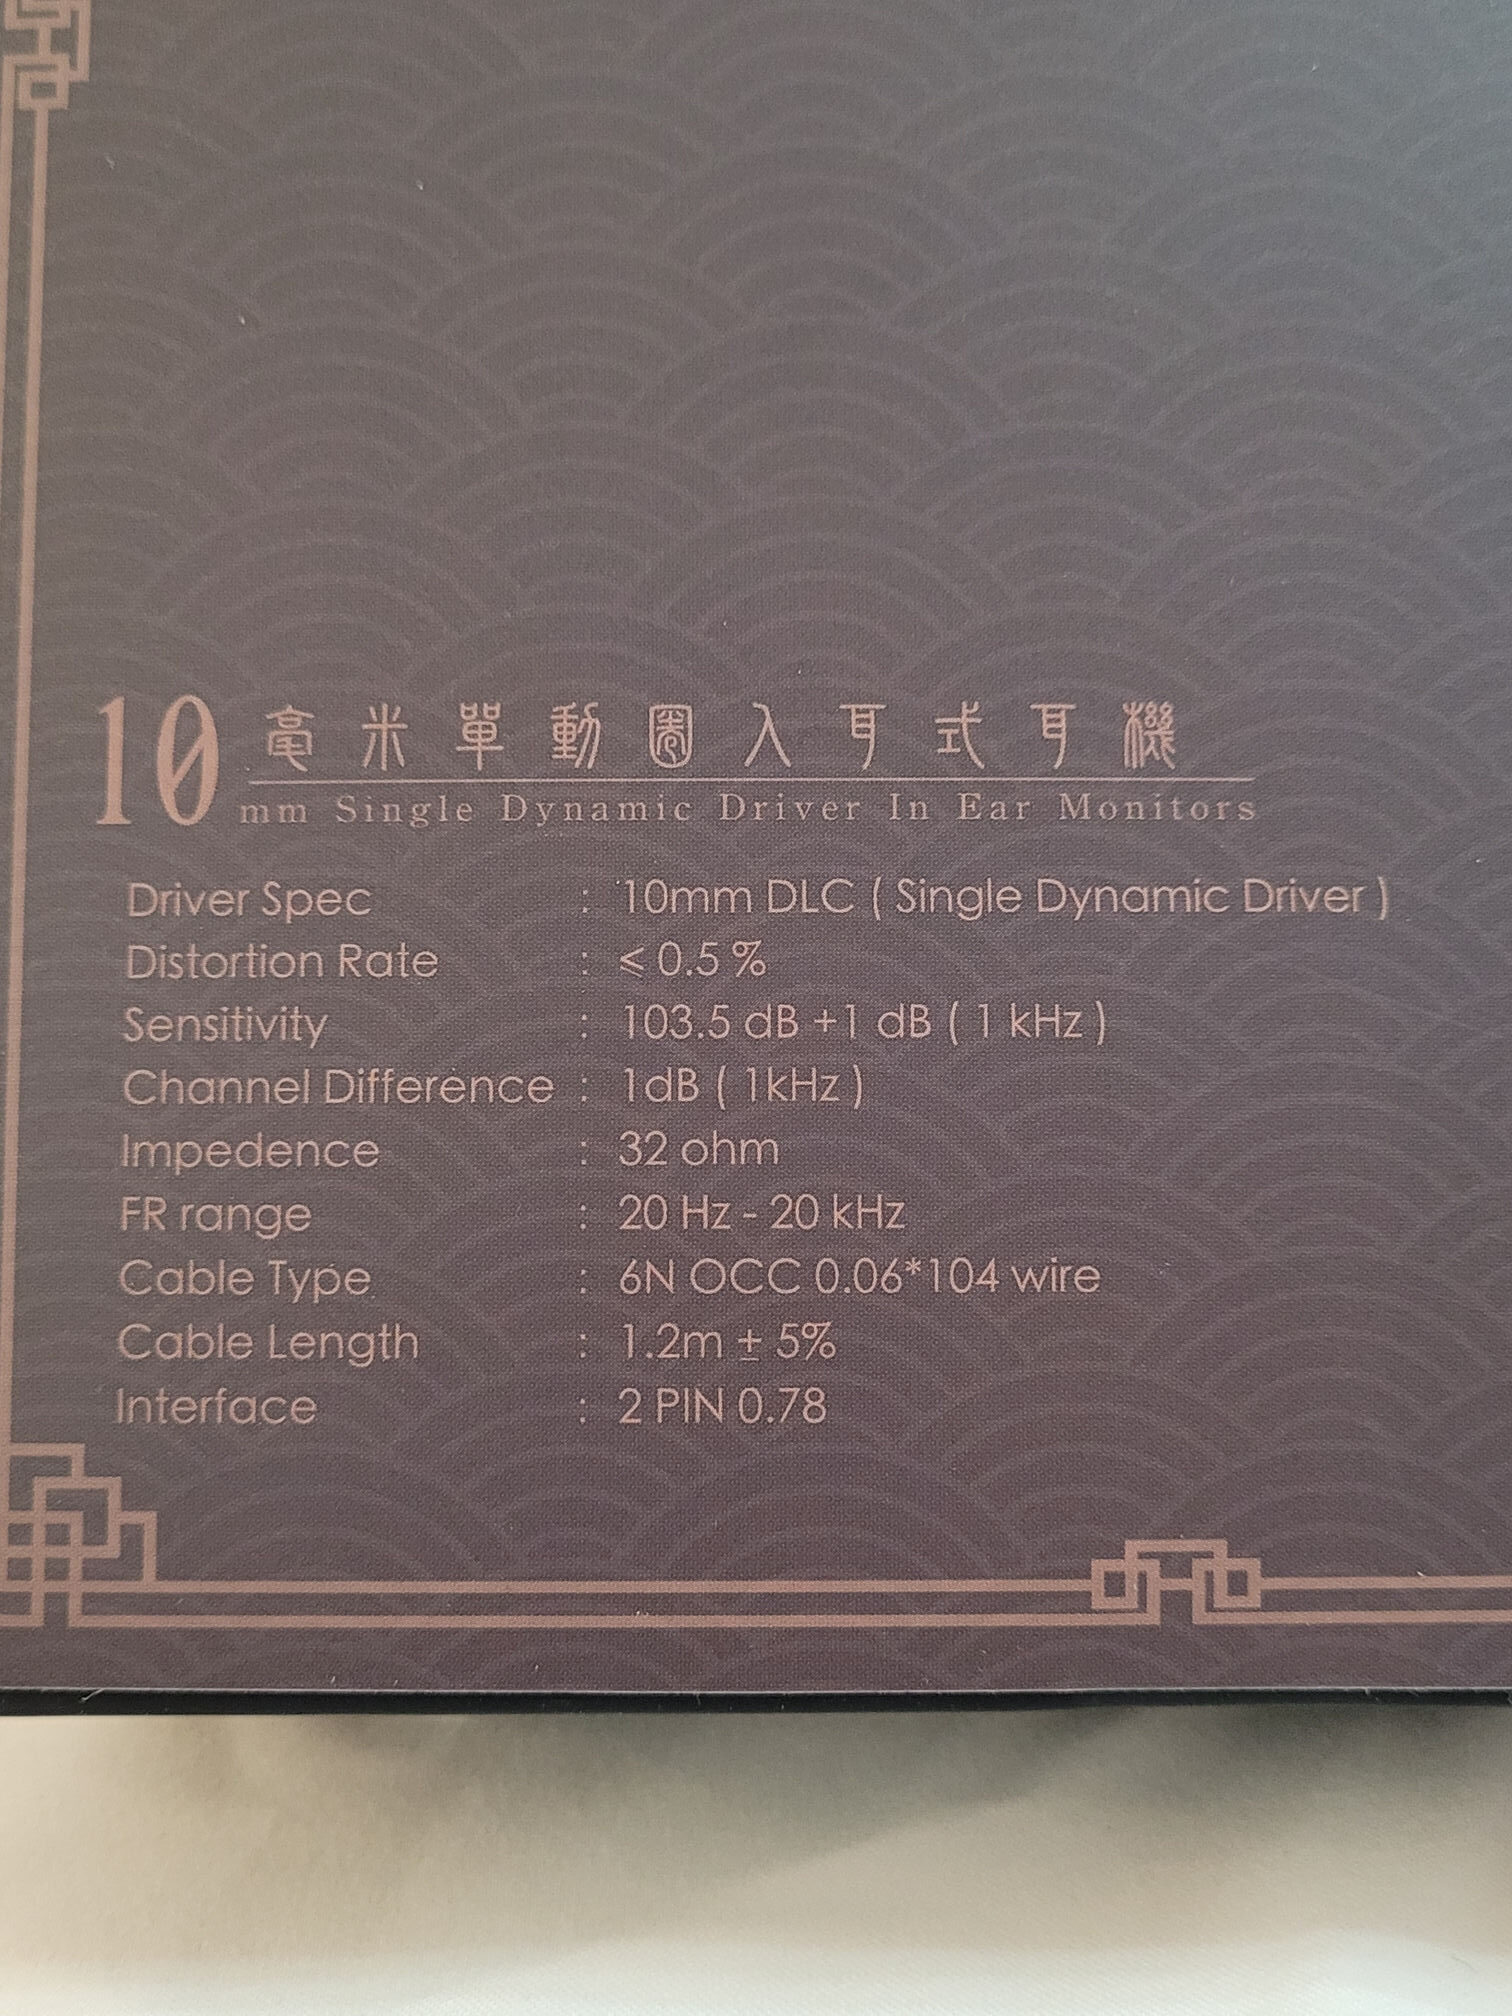 10 毫米單動圈入耳式耳機
mm Single Dynamic Driver In Ear Monitors
Driver Spec : 10mm DLC ( Single Dynamic Driver )
Distortion Rate : ⩽ 0.5 %
Sensitivity : 103.5 dB +1 dB ( 1 kHz )
Channel Difference : 1dB ( 1kHz )
Impedence : 32 ohm
FR range : 20 Hz - 20 kHz
Cable Type : 6N OCC 0.06*104 wire
Cable Length : 1.2m ± 5%
Interface : 2 PIN 0.78